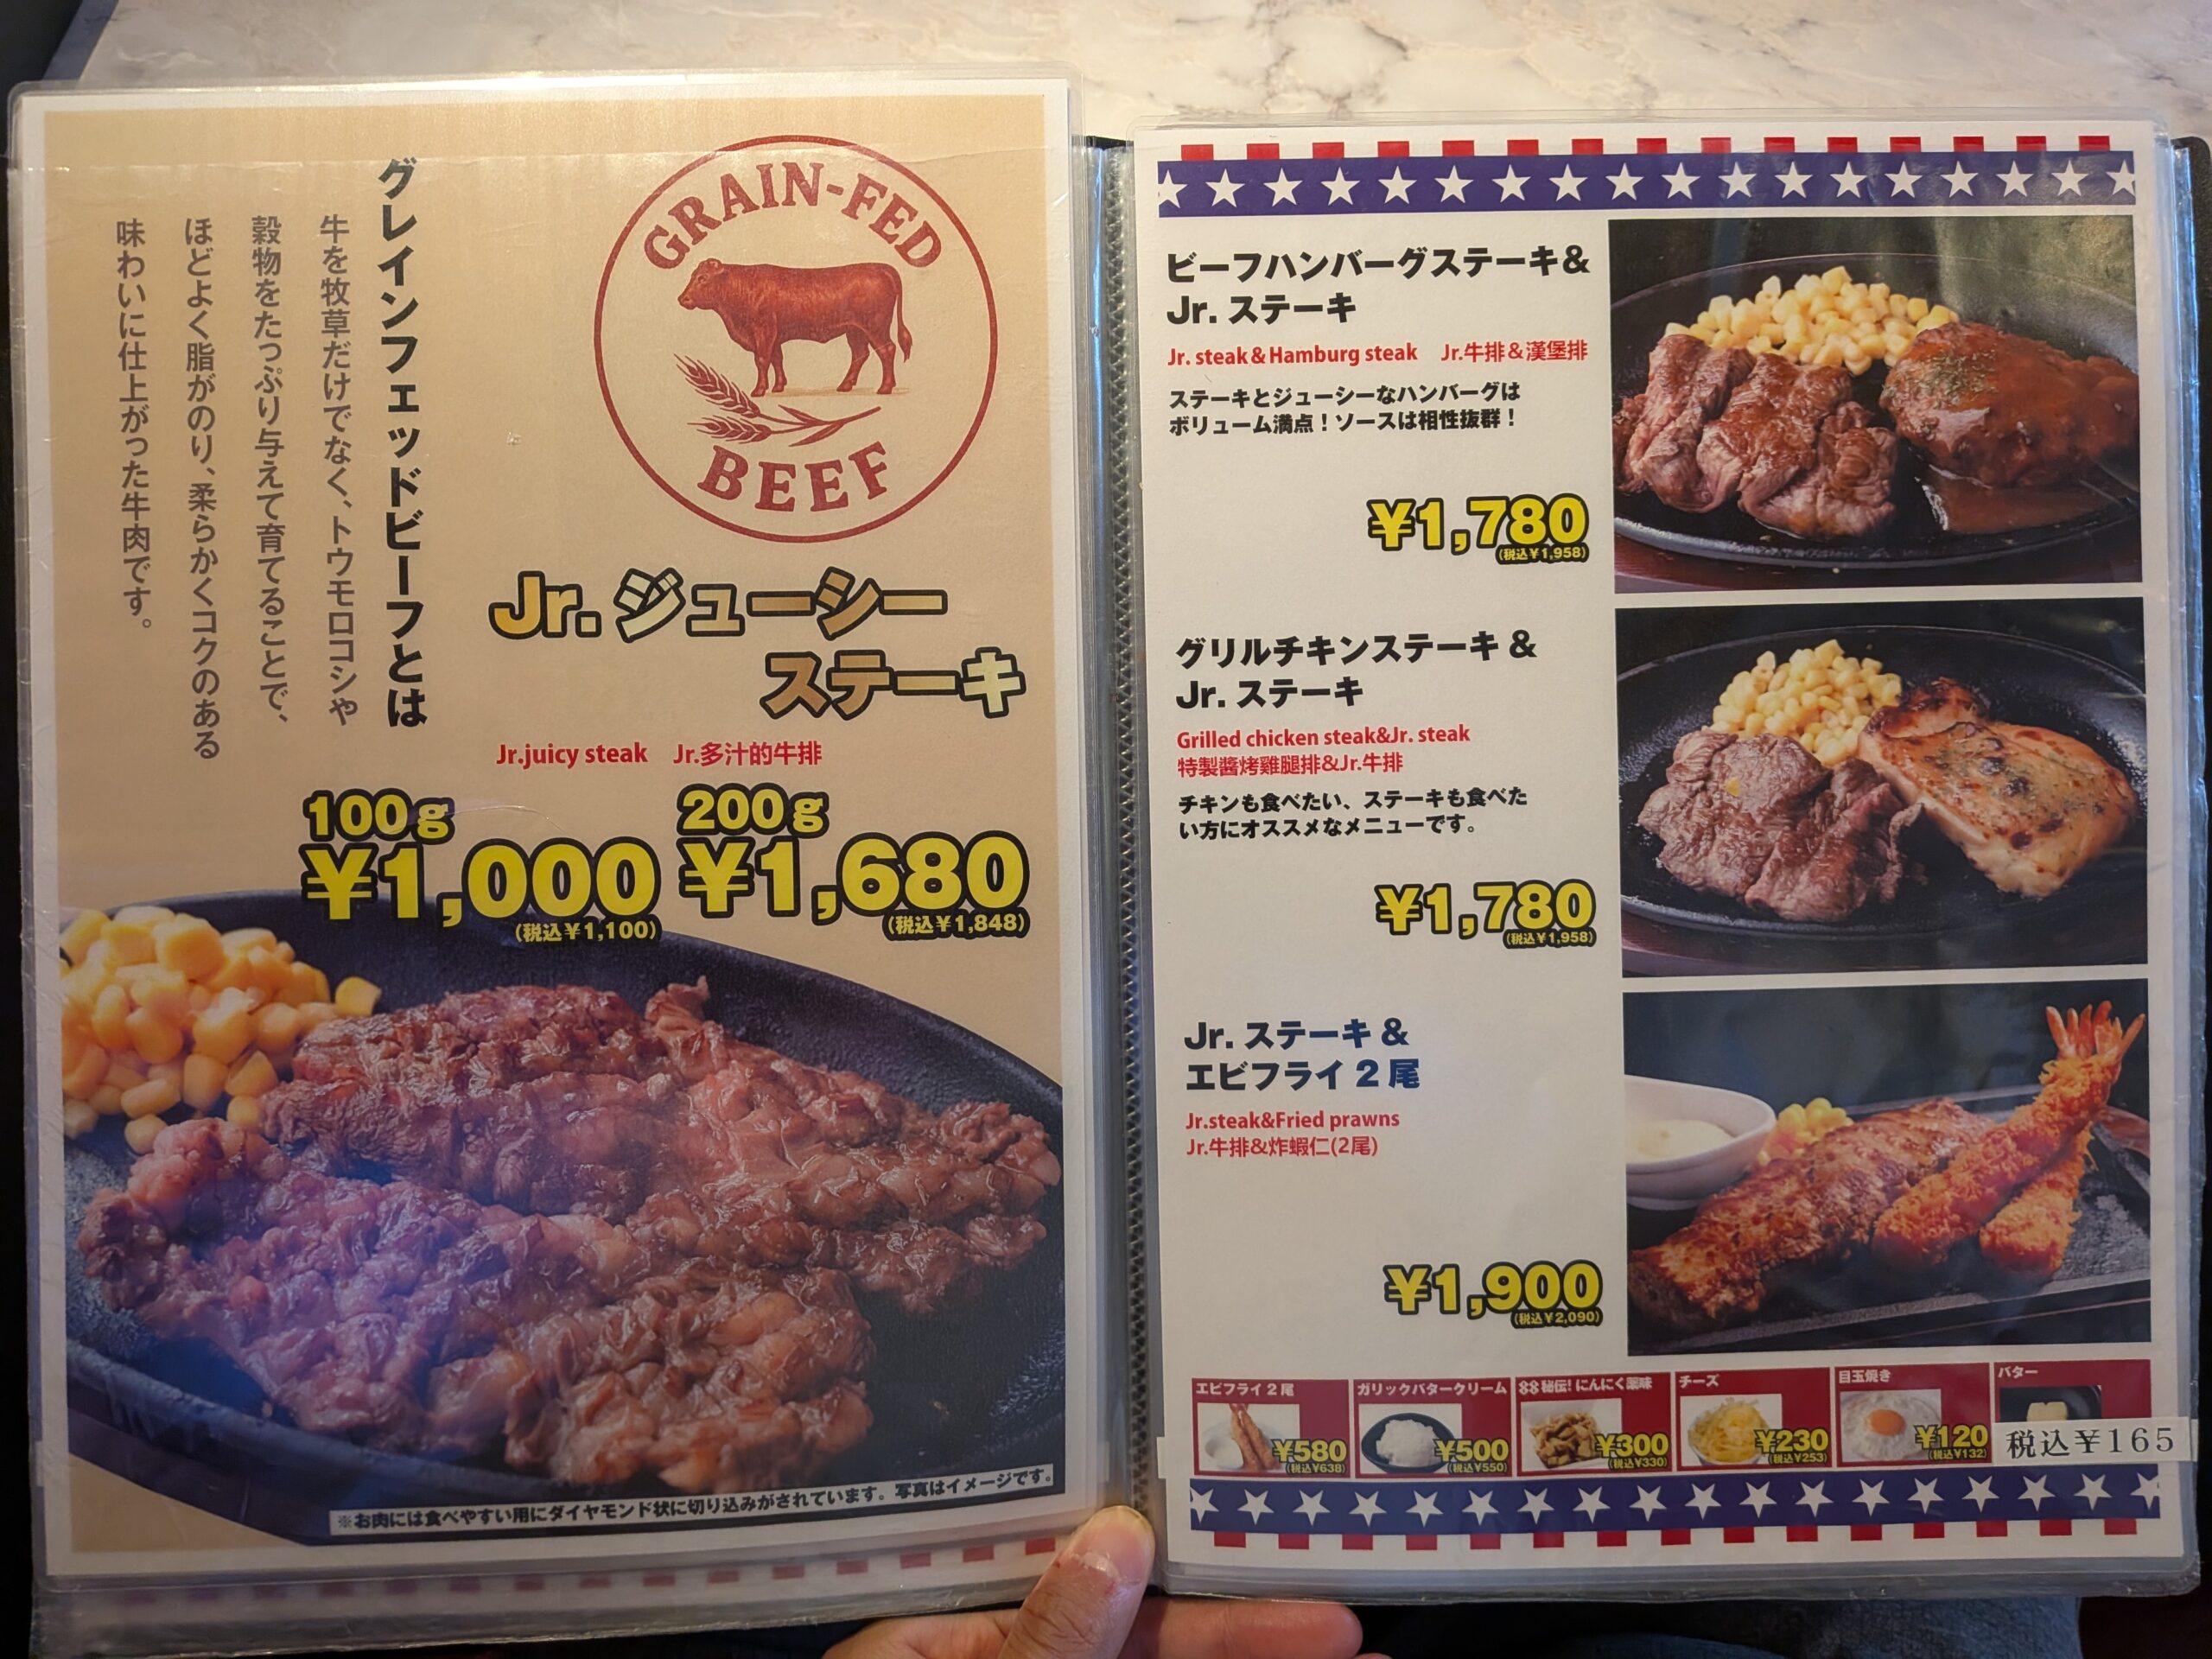 グレインフェッドビーフとは
牛を牧草だけでなく、トウモロコシや
穀物をたっぷり与えて育てることで、
ほどよく脂がのり、柔らかくコクのある
味わいに仕上がった牛肉です。
GRAIN-FED
BEEF
Jr.ジューシー
ステーキ
Jr.juicy steak Jr.多汁的牛排
100g 200g
¥1,000 ¥1,680
(税込¥1,100) (税込¥1,848)
※お肉には食べやすい用にダイヤモンド状に切り込みがされています。写真はイメージです。
ビーフハンバーグステーキ&
Jr. ステーキ
Jr. steak&Hamburg steak Jr.牛排&漢堡排
ステーキとジューシーなハンバーグは
ボリューム満点！ソースは相性抜群！
¥1,780
(税込¥1,958)
グリルチキンステーキ &
Jr. ステーキ
Grilled chicken steak&Jr. steak
特製醬烤雞腿排&Jr.牛排
チキンも食べたい、ステーキも食べた
い方にオススメなメニューです。
¥1,780
(税込¥1,958)
Jr. ステーキ &
エビフライ 2 尾
Jr.steak&Fried prawns
Jr.牛排&炸蝦仁(2尾)
¥1,900
(税込¥2,090)
エビフライ 2 尾
¥580
(税込¥638)
ガリックバタークリーム
¥500
(税込¥550)
88 秘伝! にんにく薬味
¥300
(税込¥330)
チーズ
¥230
(税込¥253)
目玉焼き
¥120
(税込¥132)
バター
税込¥165